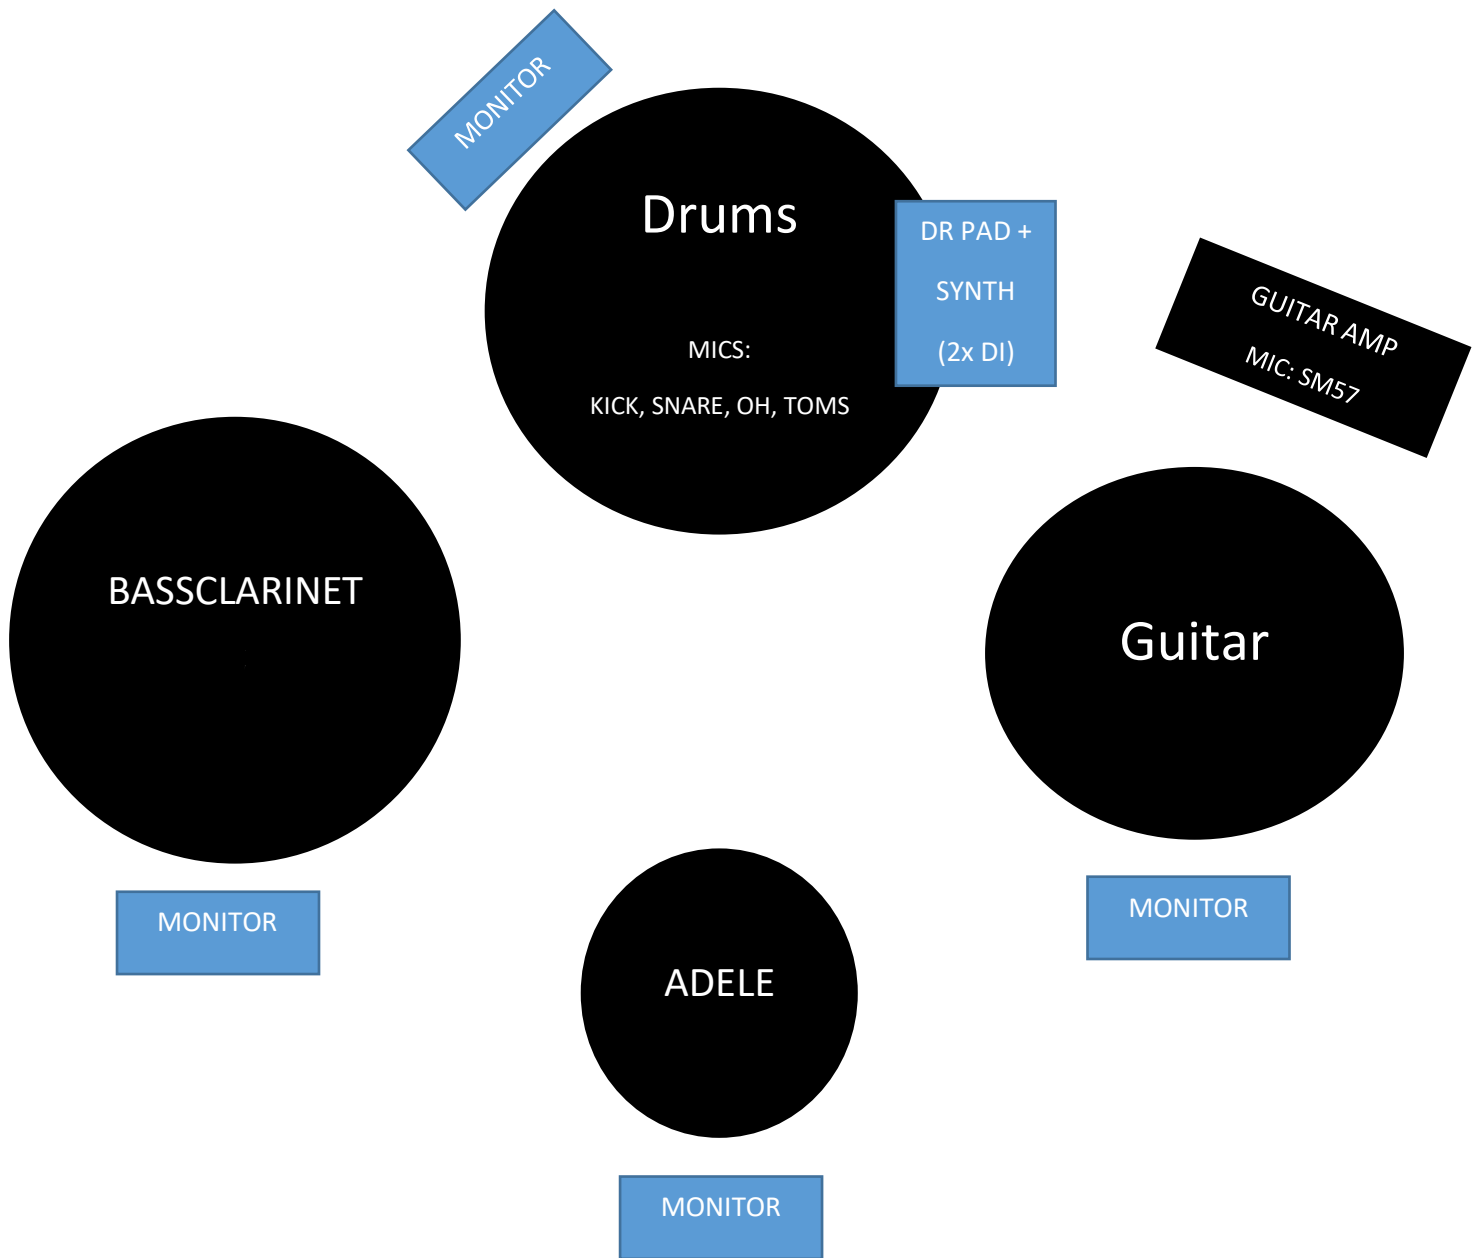 MONITOR
Drums
MICS:
KICK, SNARE, OH, TOMS
DR PAD +
SYNTH
(2x DI)
GUITAR AMP
MIC: SM57
BASSCLARINET
Guitar
MONITOR
MONITOR
ADELE
MONITOR